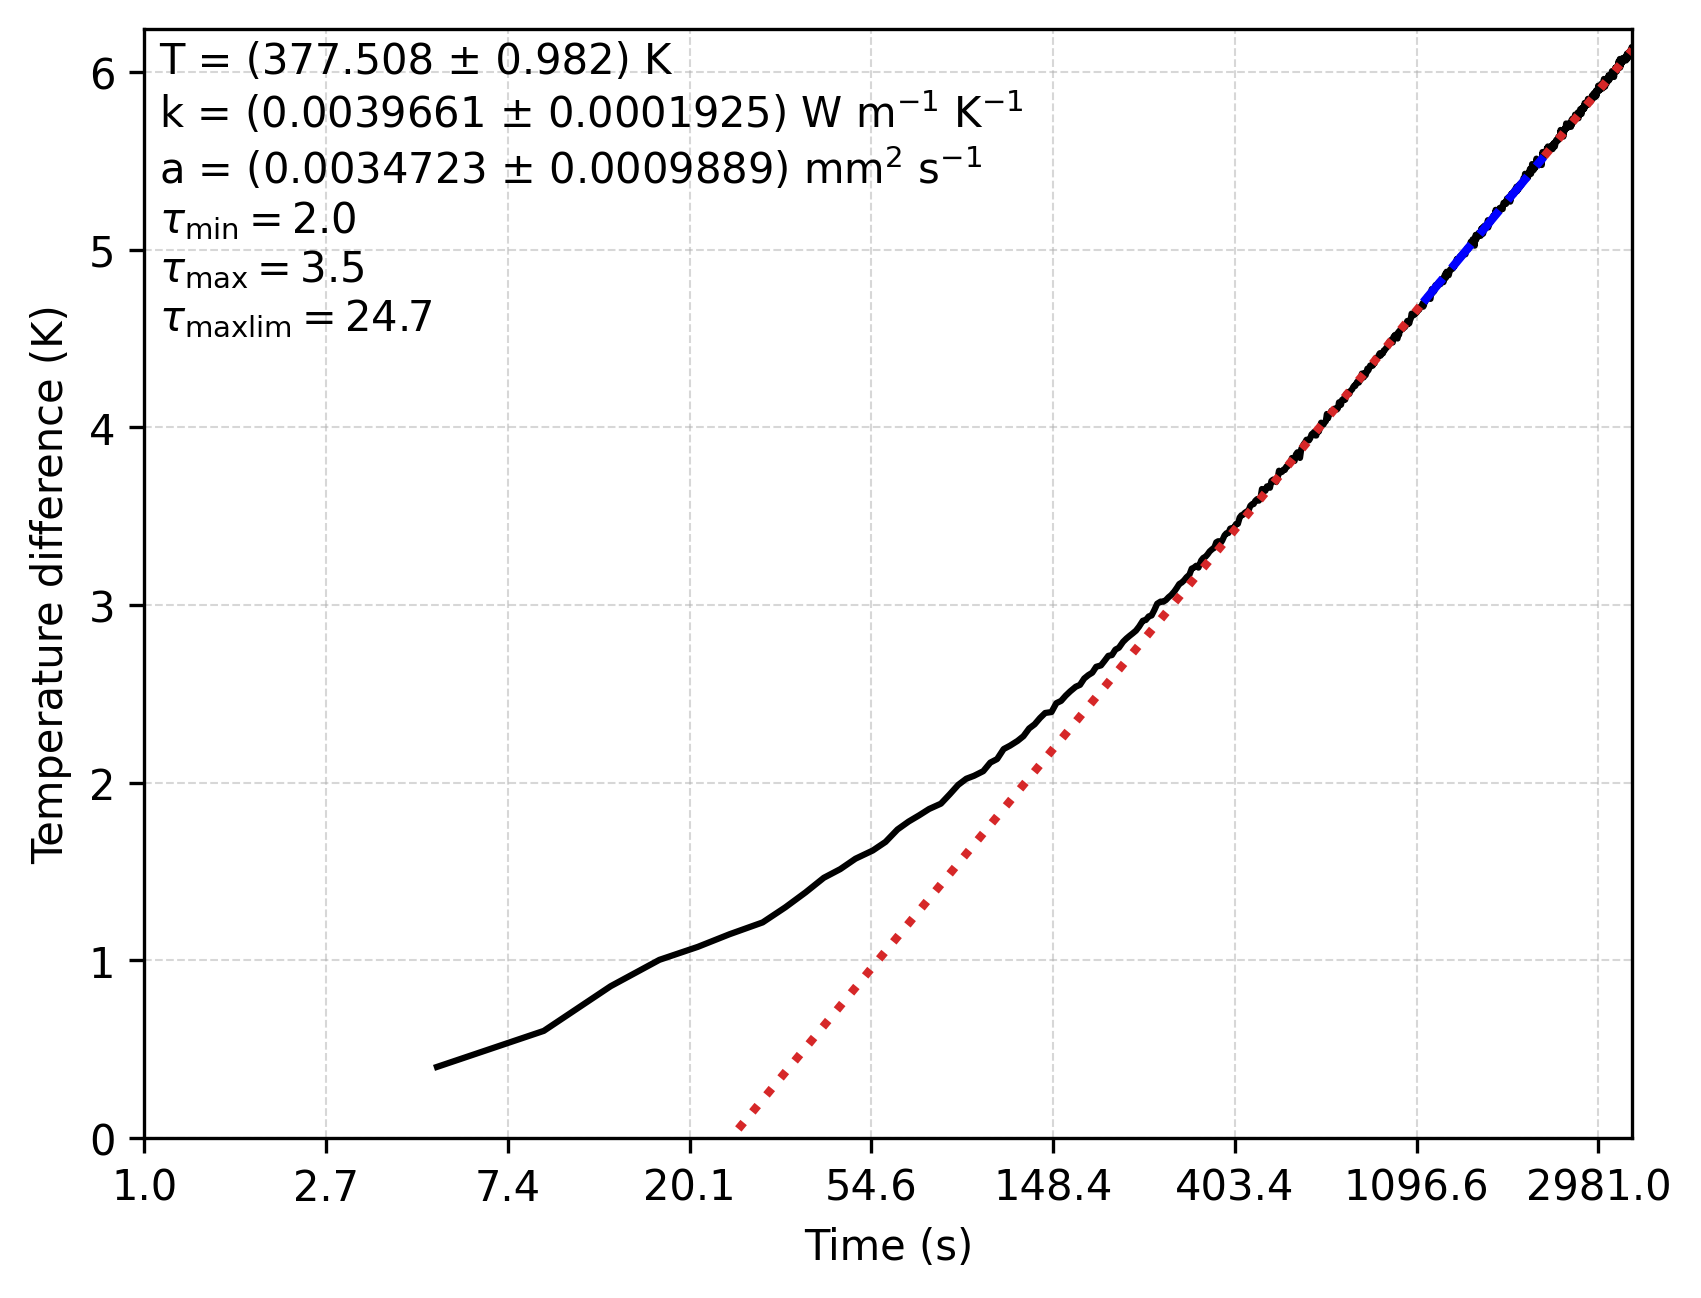 T = (377.508 ± 0.982) K
k = (0.0039661 ± 0.0001925) W m⁻¹ K⁻¹
a = (0.0034723 ± 0.0009889) mm² s⁻¹
τmin = 2.0
τmax = 3.5
τmaxlim = 24.7
Temperature difference (K)
6
5
4
3
2
1
0
1.0 2.7 7.4 20.1 54.6 148.4 403.4 1096.6 2981.0
Time (s)